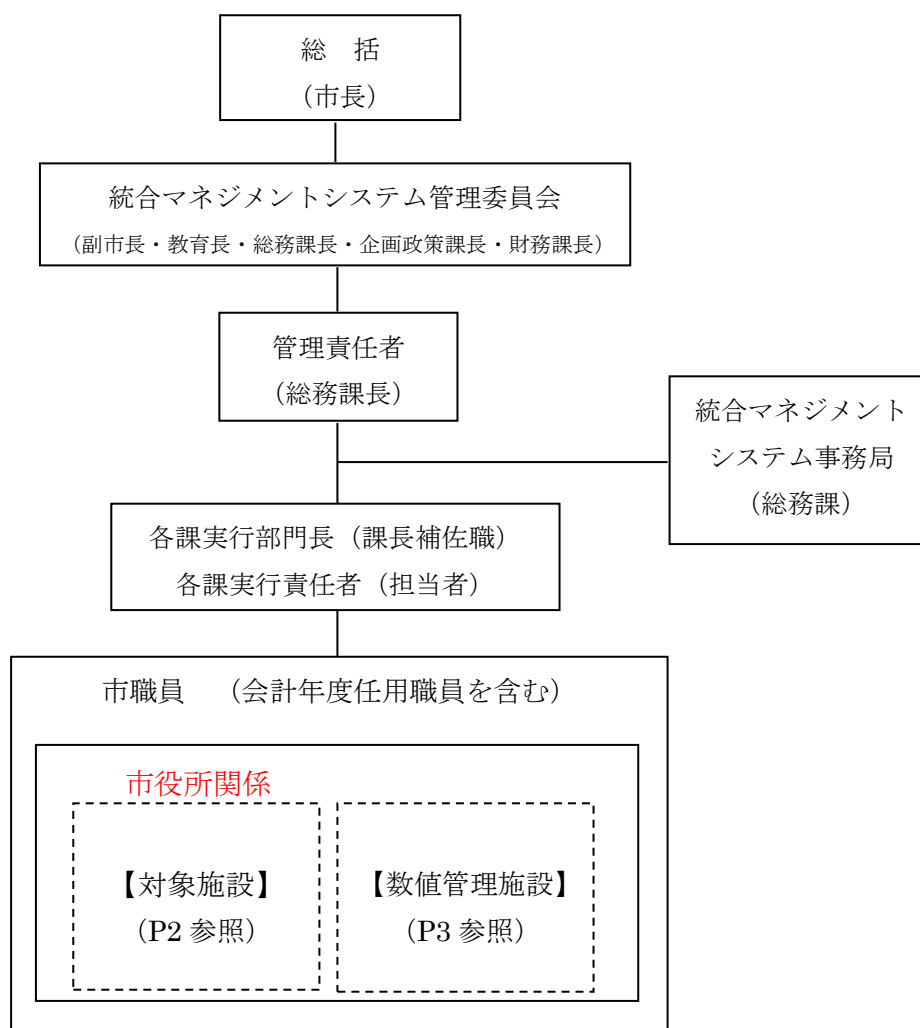 総　括
（市長）
統合マネジメントシステム管理委員会
（副市長・教育長・総務課長・企画政策課長・財務課長）
管理責任者
（総務課長）
統合マネジメント
システム事務局
（総務課）
各課実行部門長（課長補佐職）
各課実行責任者（担当者）
市職員　（会計年度任用職員を含む）
市役所関係
【対象施設】
（P2 参照）
【数値管理施設】
（P3 参照）